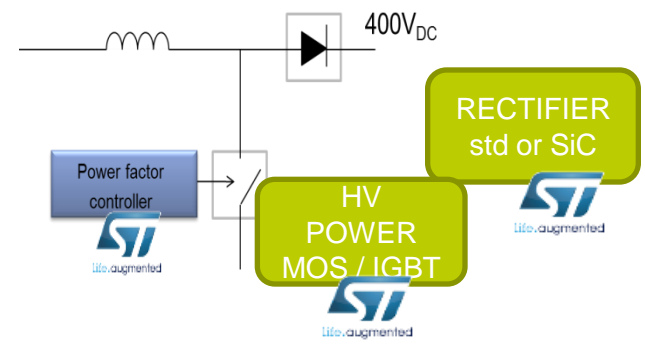 400VDC
RECTIFIER
std or SiC
life.augmented
Power factor
controller
life.augmented
HV
POWER
MOS / IGBT
life.augmented